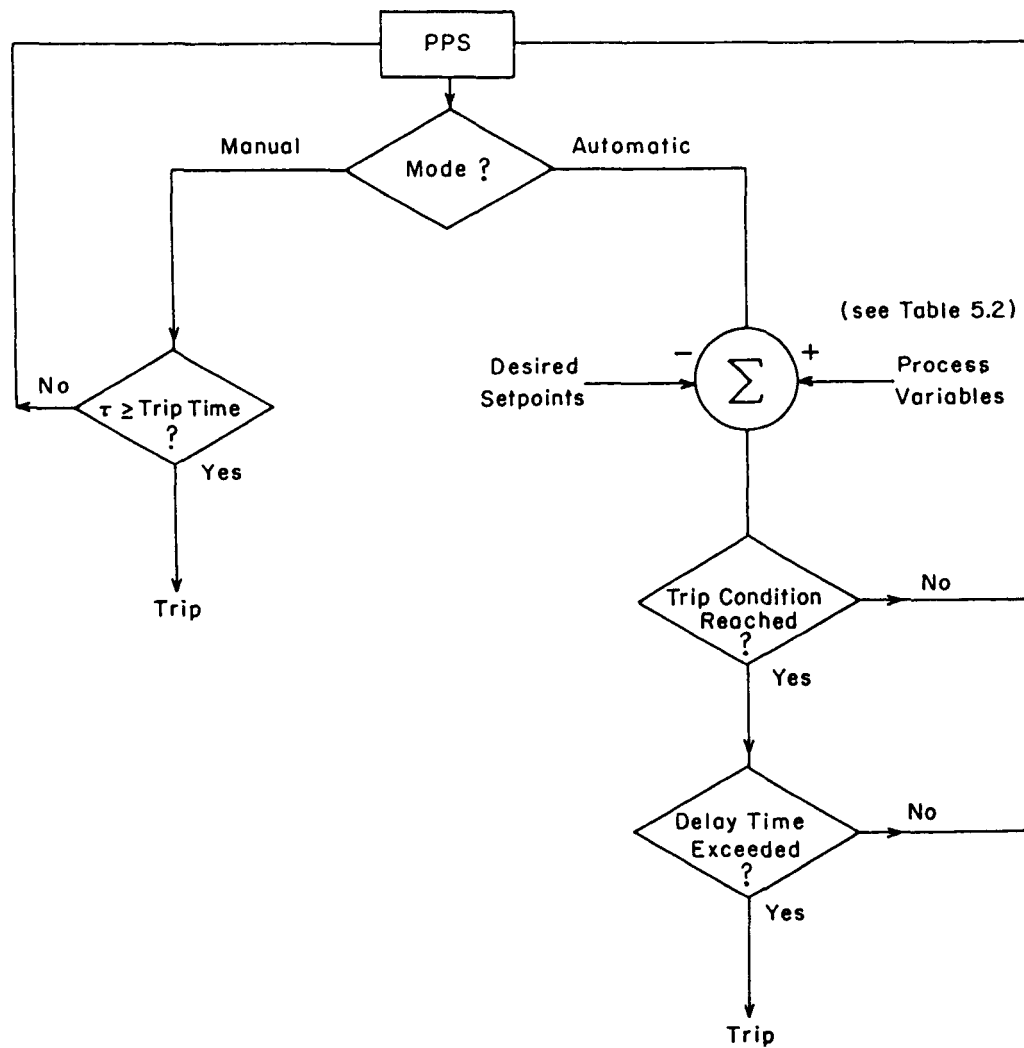 PPS
Manual
Mode ?
Automatic
(see Table 5.2)
− Σ +
Desired
Setpoints
Process
Variables
No
τ ≥ Trip Time
?
Yes
Trip
Trip Condition
Reached
?
No
Yes
Delay Time
Exceeded
?
No
Yes
Trip